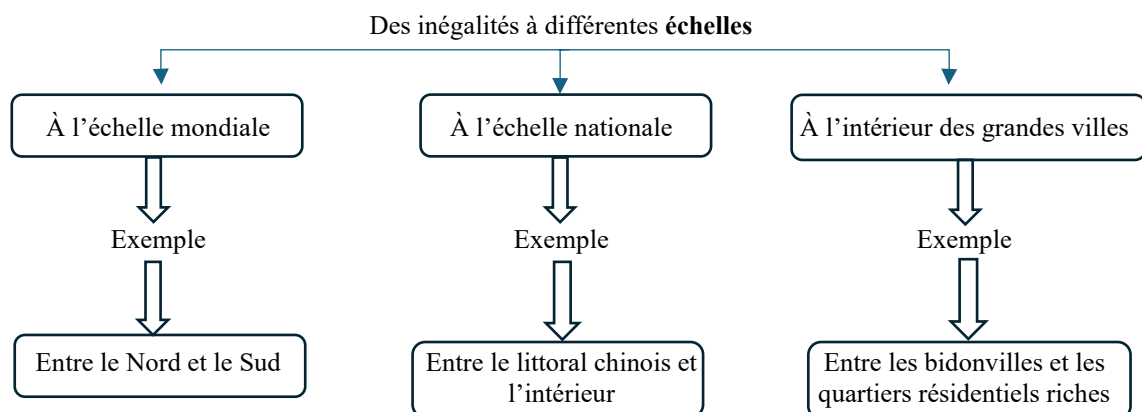 Des inégalités à différentes échelles
À l’échelle mondiale
À l’échelle nationale
À l’intérieur des grandes villes
Exemple
Exemple
Exemple
Entre le Nord et le Sud
Entre le littoral chinois et
l’intérieur
Entre les bidonvilles et les
quartiers résidentiels riches